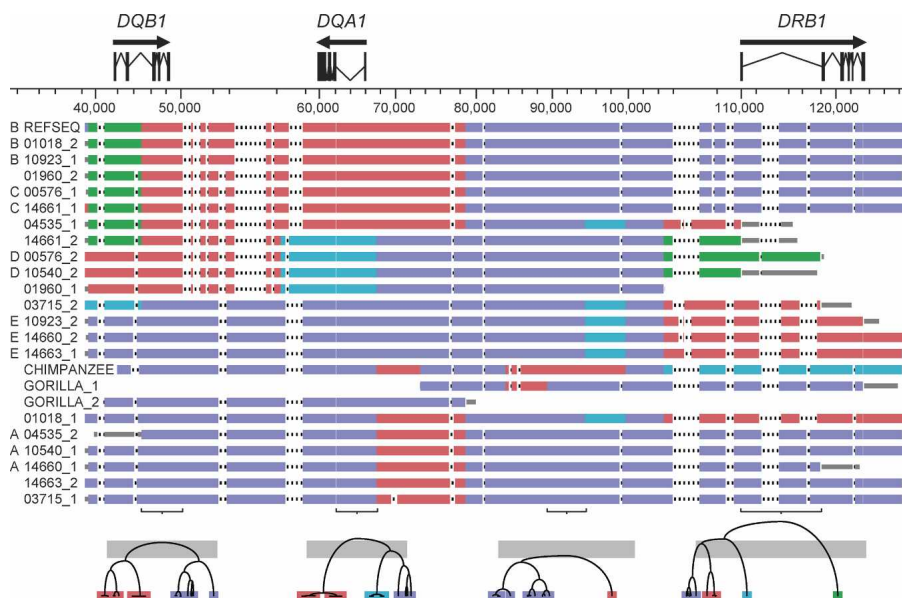 DQB1 DQA1 DRB1
40,000 50,000 60,000 70,000 80,000 90,000 100,000 110,000 120,000
B REFSEQ
B 01018_2
B 10923_1
01960_2
C 00576_1
C 14661_1
04535_1
14661_2
D 00576_2
D 10540_2
01960_1
03715_2
E 10923_2
E 14660_2
E 14663_1
CHIMPANZEE
GORILLA_1
GORILLA_2
01018_1
A 04535_2
A 10540_1
A 14660_1
14663_2
03715_1